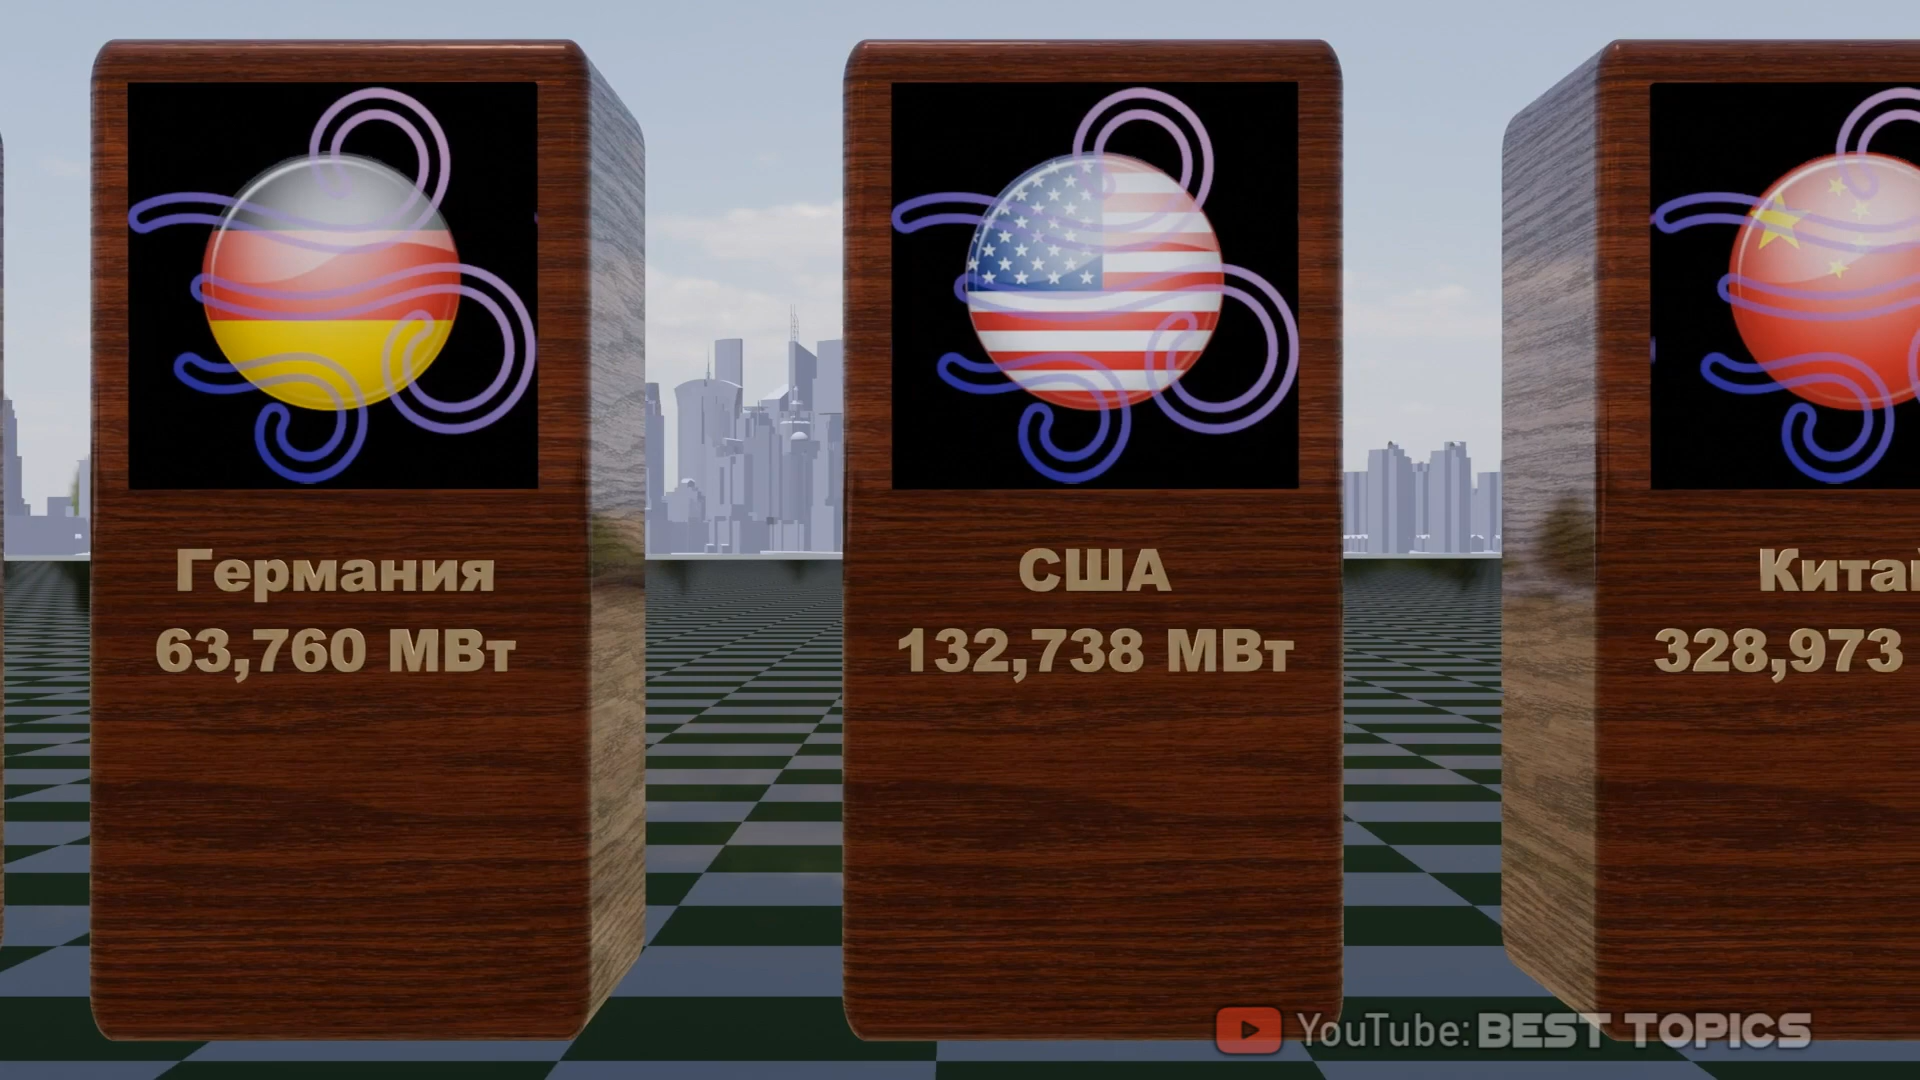 Германия
63,760 МВт
США
132,738 МВт
328,973
YouTube: BEST TOPICS